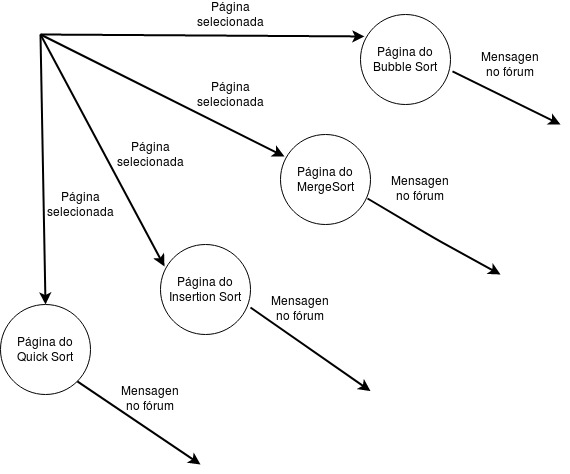 Página
selecionada
Página do
Bubble Sort
Mensagen
no fórum
Página
selecionada
Página do
MergeSort
Mensagen
no fórum
Página
selecionada
Página do
Insertion Sort
Mensagen
no fórum
Página
selecionada
Página do
Quick Sort
Mensagen
no fórum